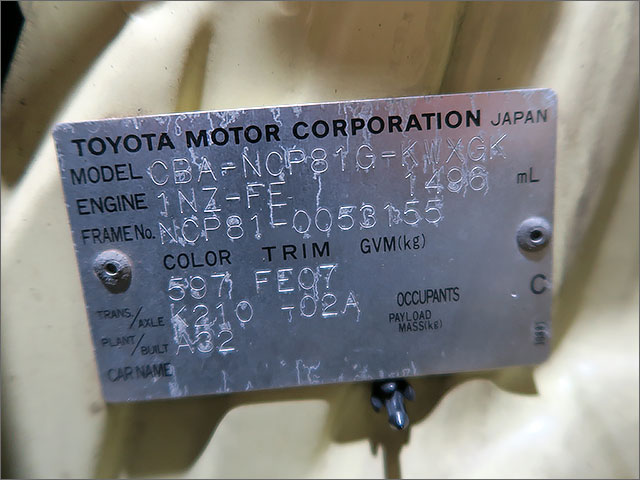 TOYOTA MOTOR CORPORATION JAPAN
MODEL CBA-NCP81G-KWXGK
ENGINE 1NZ-FE 1496 mL
FRAME No. NCP81-0053155
COLOR TRIM GVM(kg)
597 FE07
TRANS./AXLE K210 -02A
OCCUPANTS
C
PLANT/BUILT A32
PAYLOAD MASS(kg)
CAR NAME